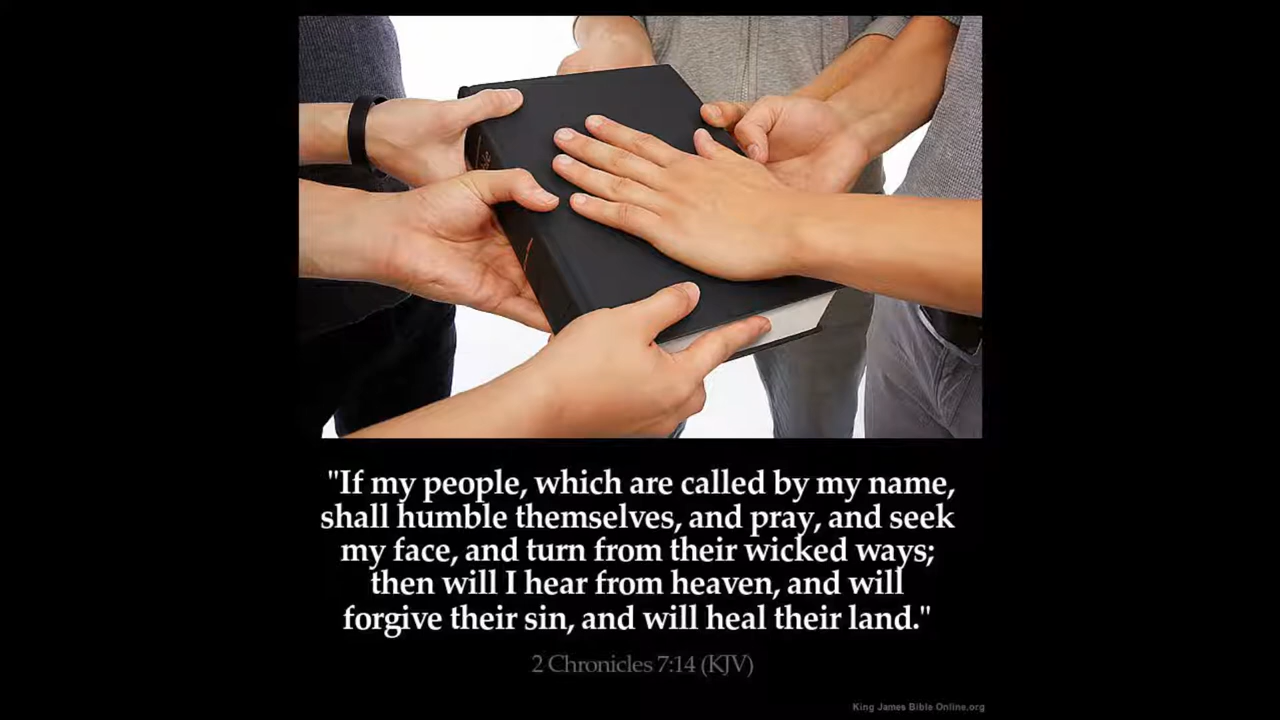 "If my people, which are called by my name,
shall humble themselves, and pray, and seek
my face, and turn from their wicked ways;
then will I hear from heaven, and will
forgive their sin, and will heal their land."
2 Chronicles 7:14 (KJV)
King James Bible Online.org